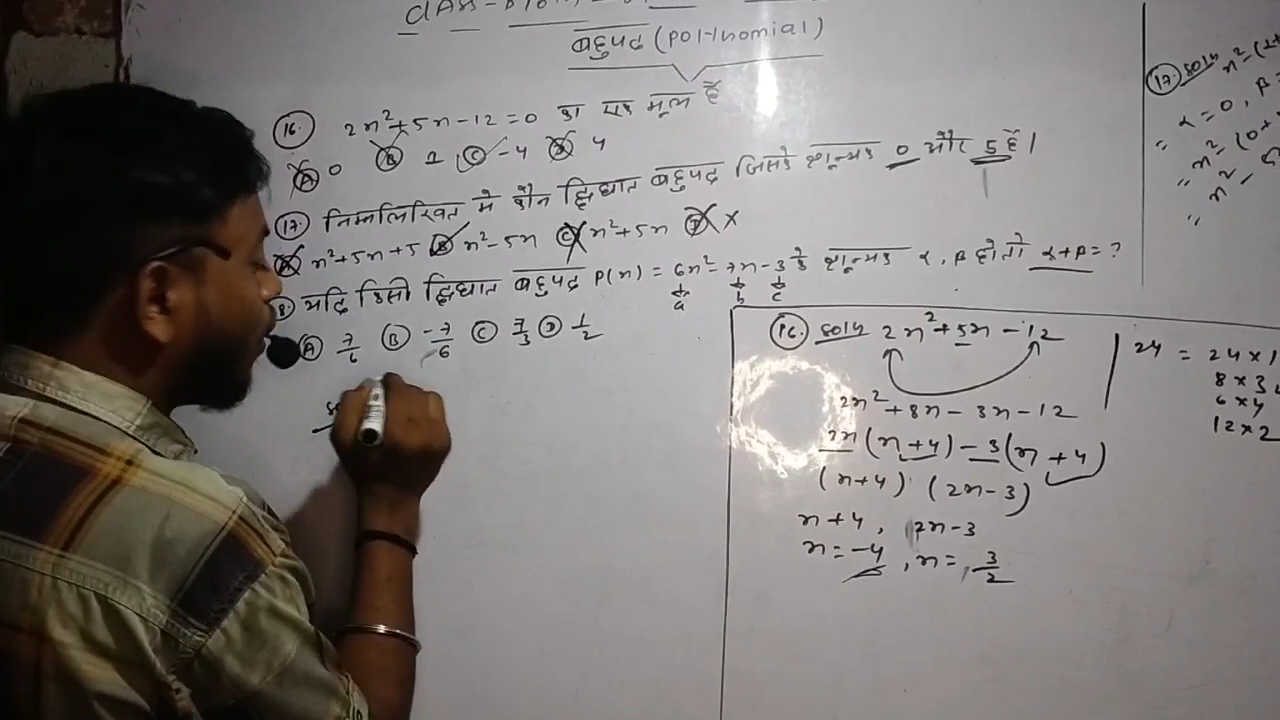 बहुपद (polynomial)
16. 2x²+5x-12=0 का एक मूल है
A 0 B 1 C -4 D 4
17. निम्नलिखित मे कौन द्विघात बहुपद जिसके शून्यक 0 और 5 हैं।
A x²+5x+5 B x²-5x C x²+5x D X
8. यदि किसी द्विघात बहुपद P(x) = 6x²-7x-3 शून्यक α, β हो तो α+β=?
a b c
A 7/6 B -7/6 C 7/3 D 1/2
16. Soln 2x²+5x-12
2x²+8x-3x-12
2x(x+4)-3(x+4)
(x+4) (2x-3)
x+4, 2x-3
x=-4, x= 3/2
24 = 24×1
8×3
6×4
12×2
17. Soln
α=0, β=